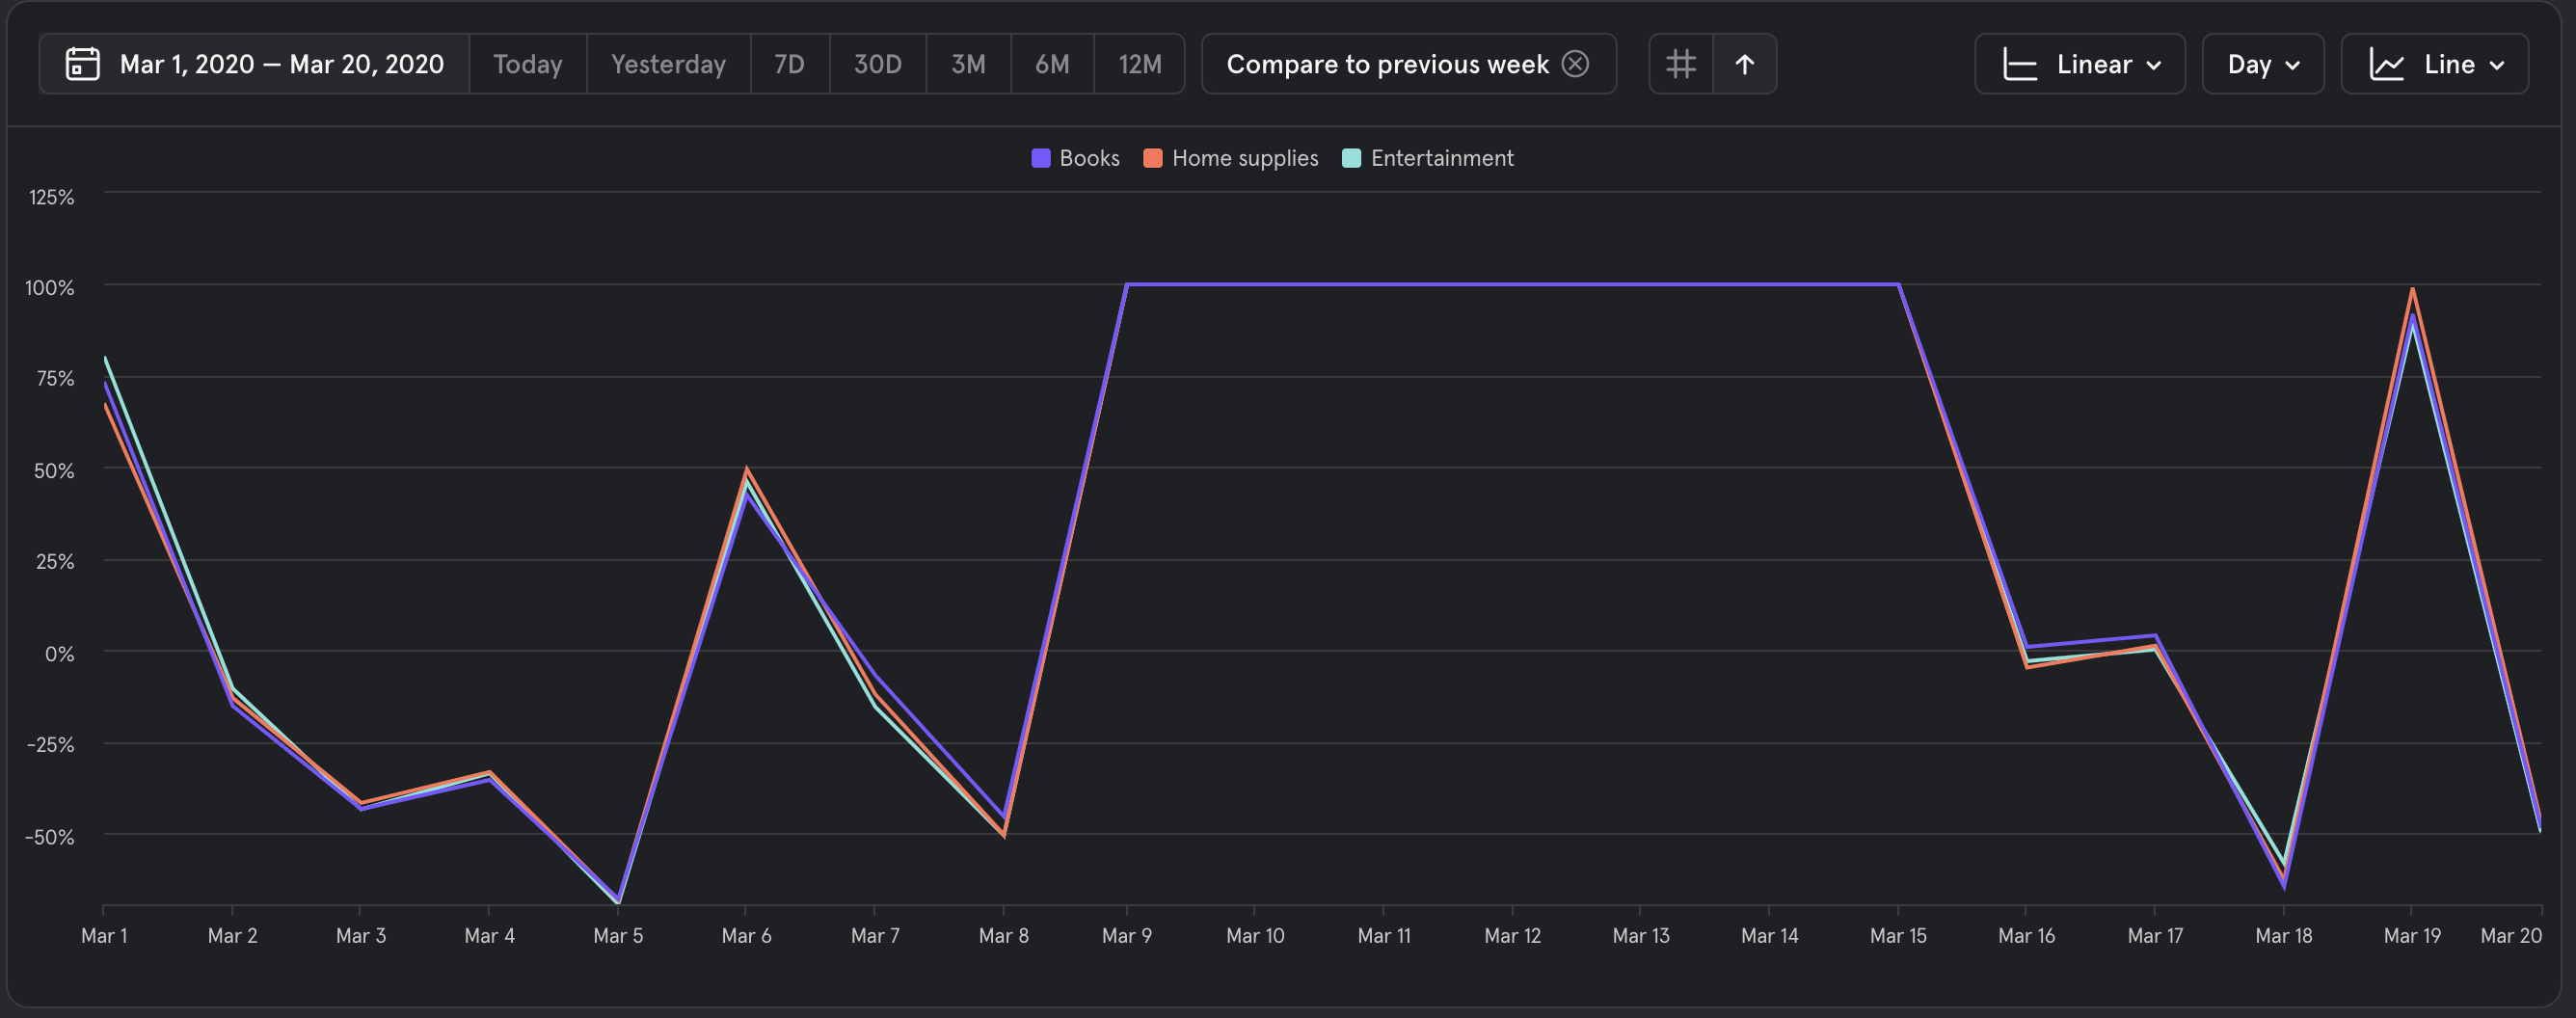 Mar 1, 2020 — Mar 20, 2020 Today Yesterday 7D 30D 3M 6M 12M Compare to previous week Linear Day Line
Books Home supplies Entertainment
125%
100%
75%
50%
25%
0%
-25%
-50%
Mar 1 Mar 2 Mar 3 Mar 4 Mar 5 Mar 6 Mar 7 Mar 8 Mar 9 Mar 10 Mar 11 Mar 12 Mar 13 Mar 14 Mar 15 Mar 16 Mar 17 Mar 18 Mar 19 Mar 20